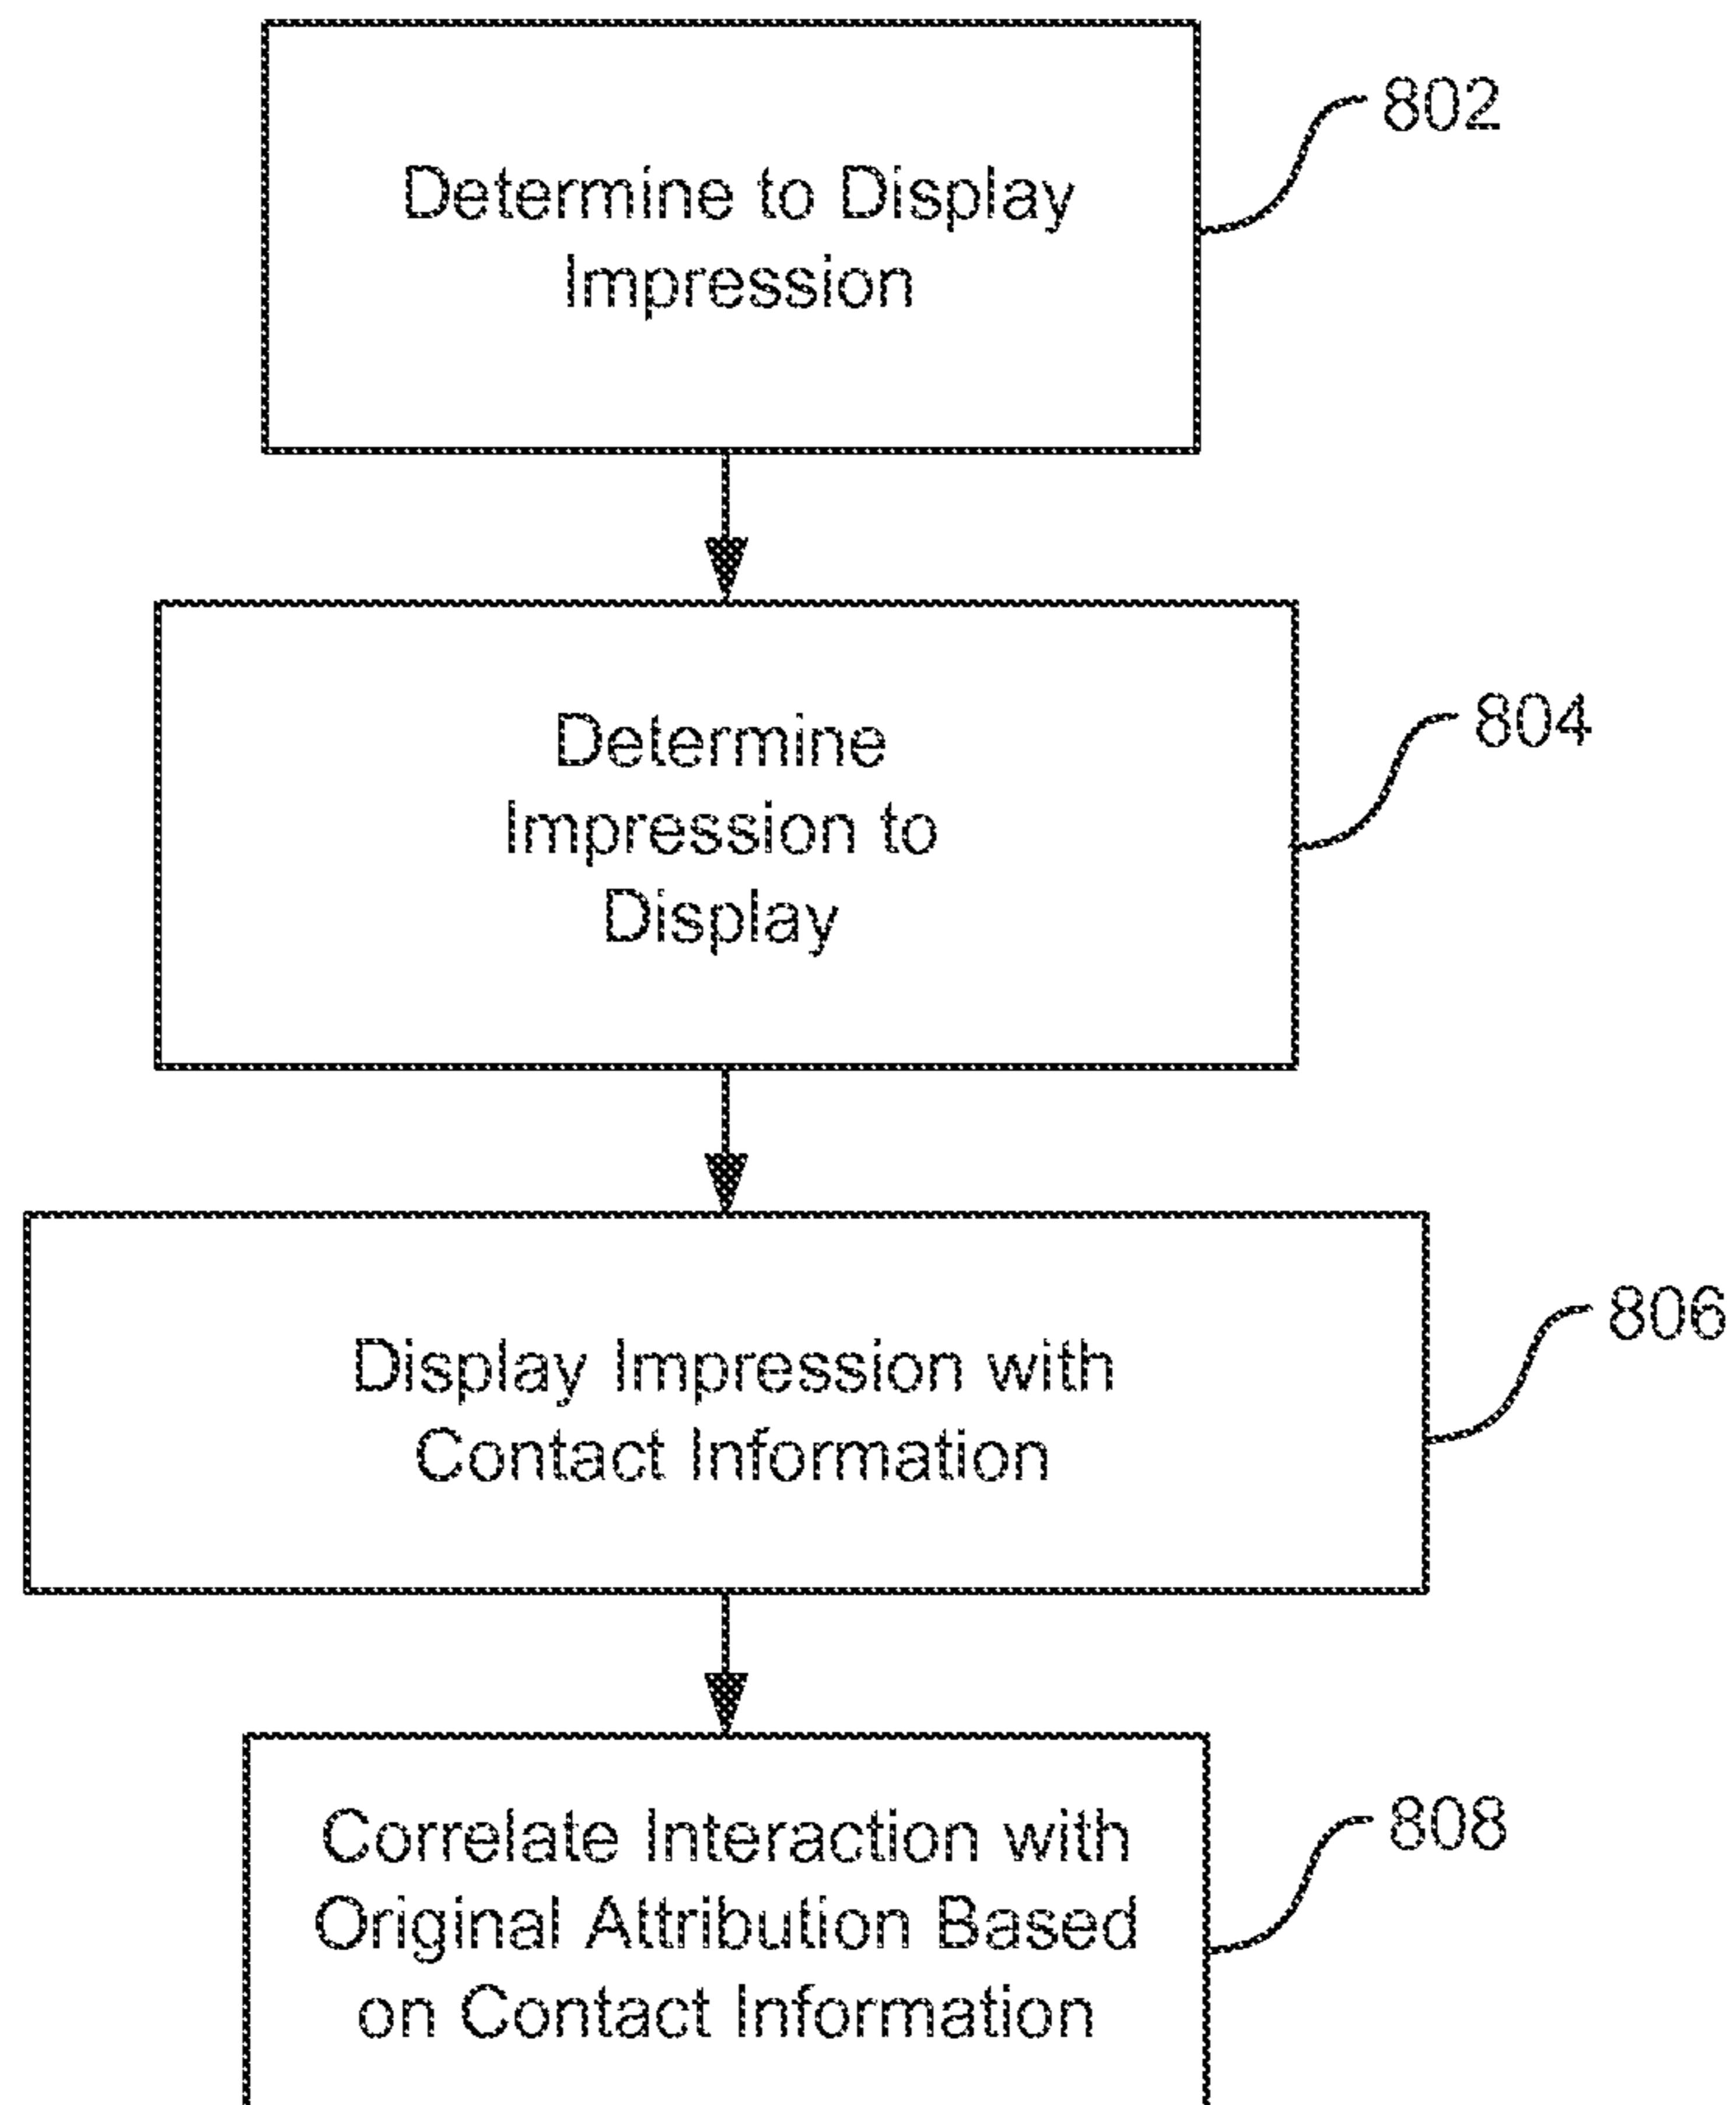 Determine to Display
Impression
802
Determine
Impression to
Display
804
Display Impression with
Contact Information
806
Correlate Interaction with
Original Attribution Based
on Contact Information
808